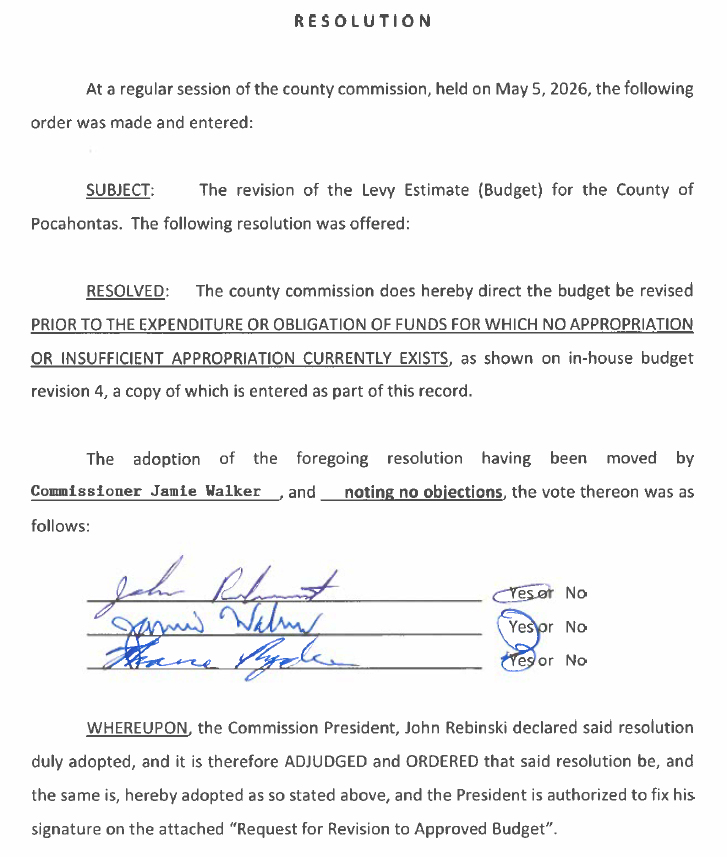 RESOLUTION
At a regular session of the county commission, held on May 5, 2026, the following
order was made and entered:
SUBJECT: The revision of the Levy Estimate (Budget) for the County of
Pocahontas. The following resolution was offered:
RESOLVED: The county commission does hereby direct the budget be revised
PRIOR TO THE EXPENDITURE OR OBLIGATION OF FUNDS FOR WHICH NO APPROPRIATION
OR INSUFFICIENT APPROPRIATION CURRENTLY EXISTS, as shown on in-house budget
revision 4, a copy of which is entered as part of this record.
The adoption of the foregoing resolution having been moved by
Commissioner Jamie Walker , and noting no objections, the vote thereon was as
follows:
John Rebinski Yes or No
Jamie Walker Yes or No
Yes or No
WHEREUPON, the Commission President, John Rebinski declared said resolution
duly adopted, and it is therefore ADJUDGED and ORDERED that said resolution be, and
the same is, hereby adopted as so stated above, and the President is authorized to fix his
signature on the attached “Request for Revision to Approved Budget”.